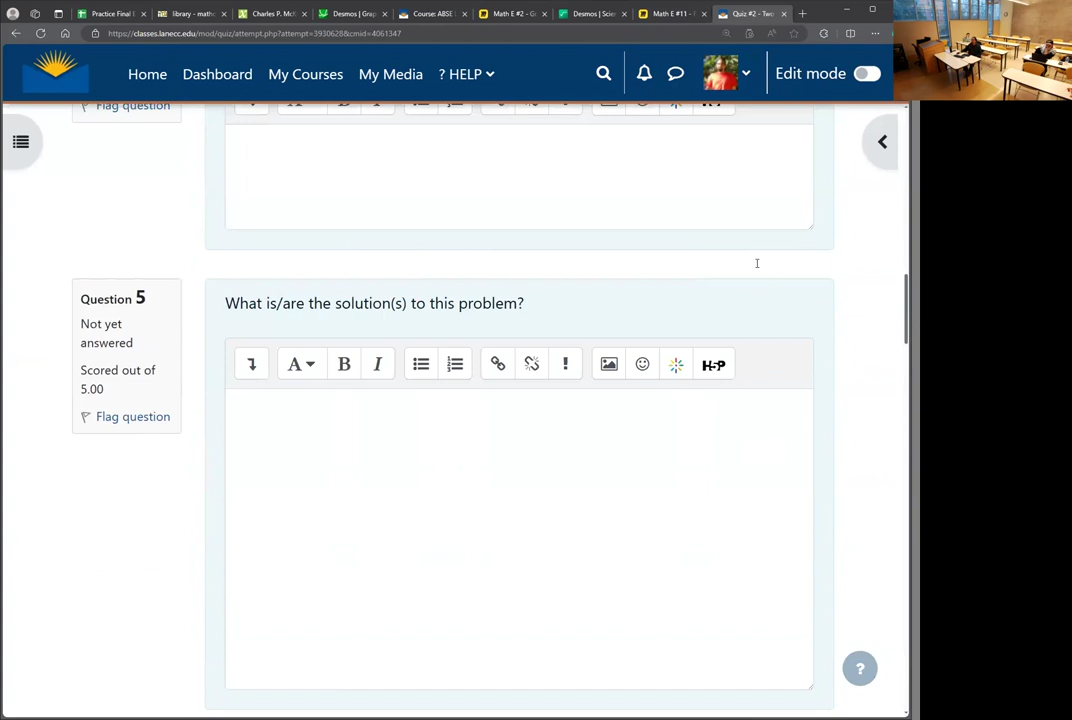 Practice Final E
library - math
Charles P. McK
Desmos | Grap
Course: ABSE
Math E #2 - G
Desmos | Scien
Math E #11 - F
Quiz #2 - Two
https://classes.lanecc.edu/mod/quiz/attempt.php?attempt=3930628&cmid=4061347
Home
Dashboard
My Courses
My Media
? HELP
Edit mode
Flag question
Question 5
Not yet
answered
Scored out of
5.00
Flag question
What is/are the solution(s) to this problem?
A
B
I
!
H5P
?